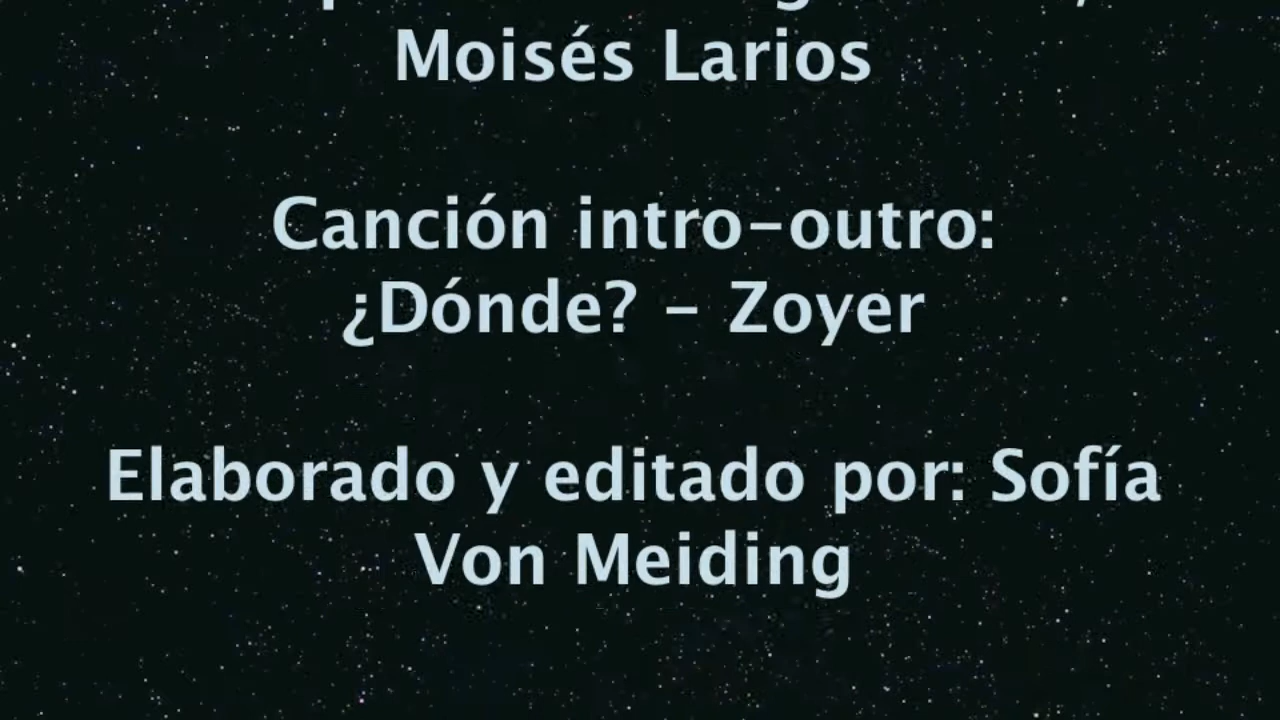 Moisés Larios
Canción intro-outro:
¿Dónde? - Zoyer
Elaborado y editado por: Sofía
Von Meiding